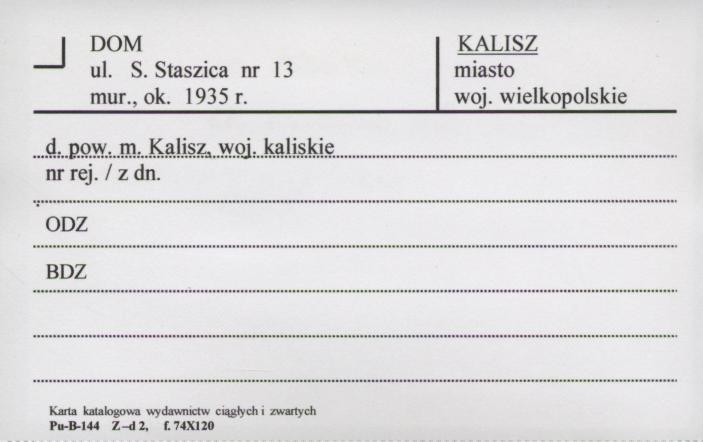 DOM
ul. S. Staszica nr 13
mur., ok. 1935 r.
KALISZ
miasto
woj. wielkopolskie
d. pow. m. Kalisz, woj. kaliskie
nr rej. / z dn.
ODZ
BDZ
Karta katalogowa wydawnictw ciągłych i zwartych
Pu-B-144 Z–d 2, f. 74X120